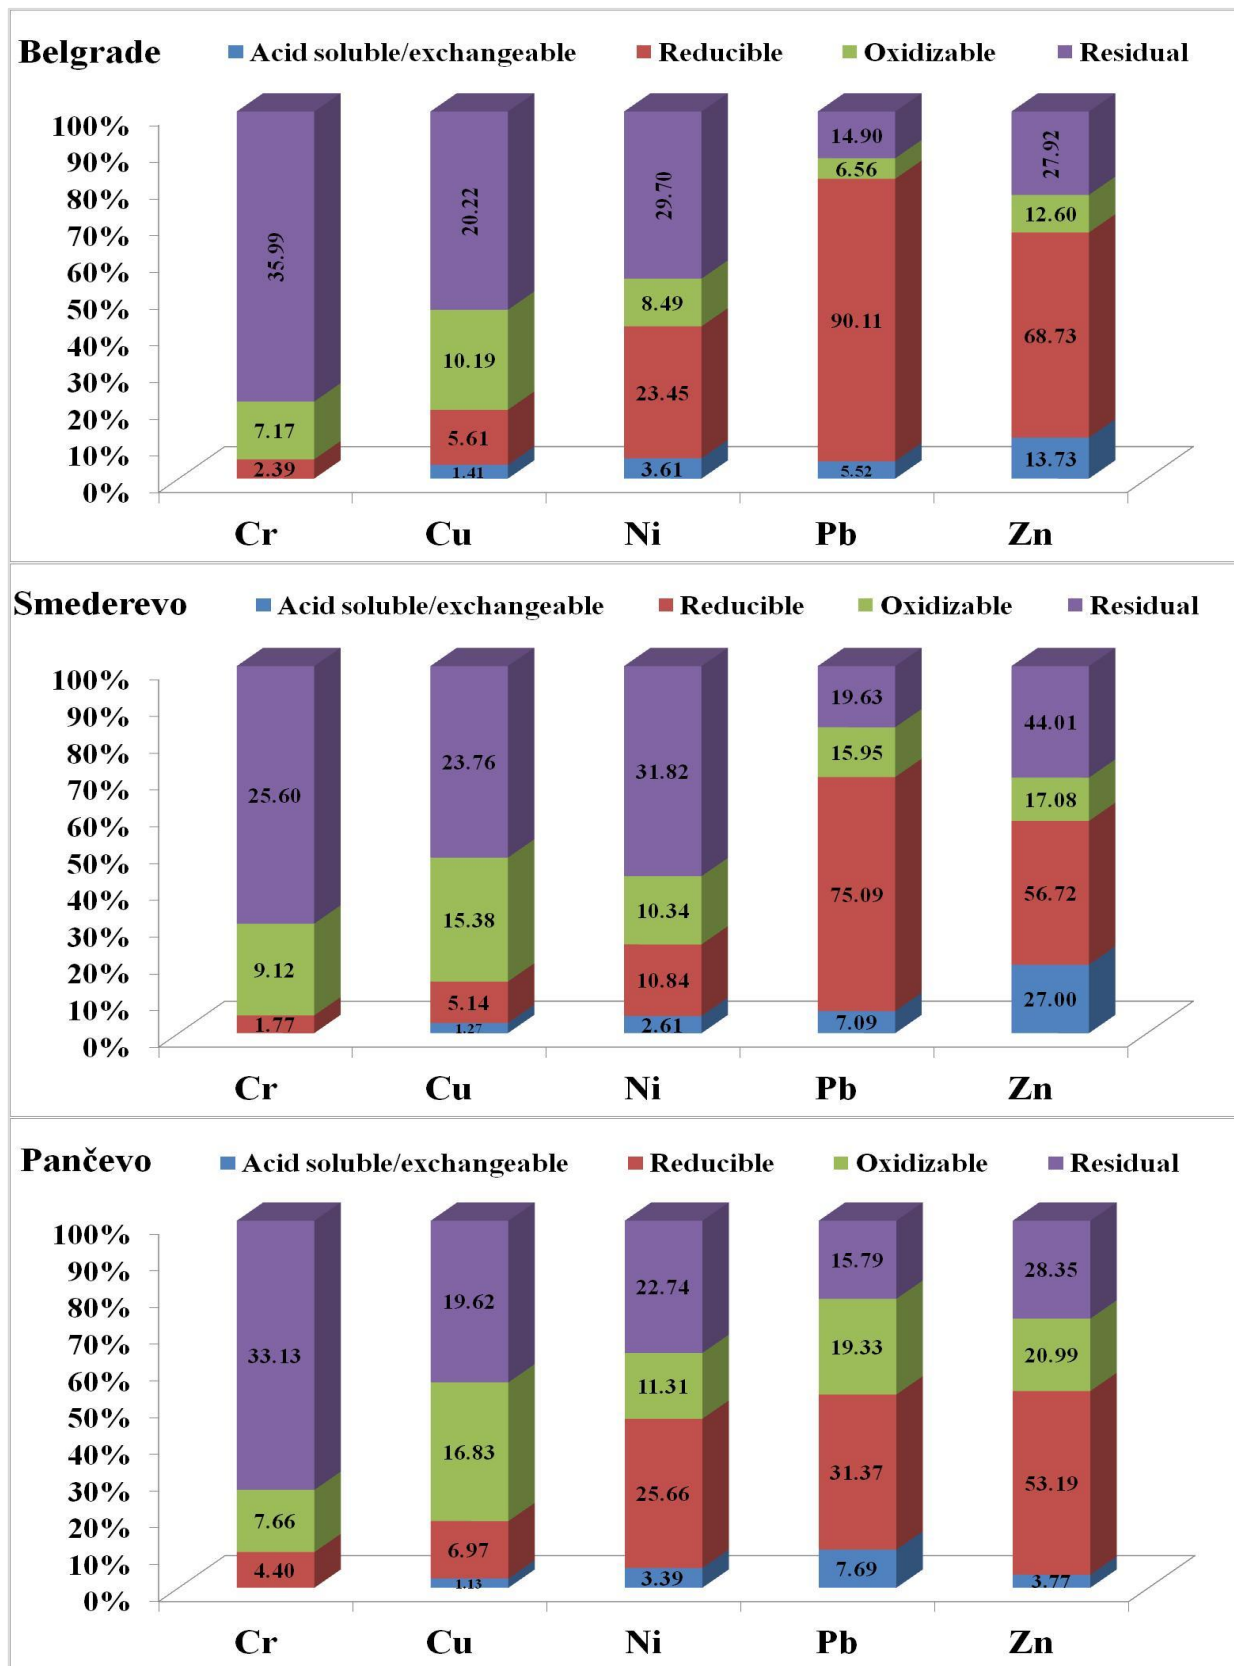 Belgrade Acid soluble/exchangeable Reducible Oxidizable Residual
100%
90%
80%
70%
60%
50%
40%
30%
20%
10%
0%
35.99 20.22 29.70 14.90 27.92
7.17 10.19 8.49 6.56 12.60
2.39 5.61 23.45 90.11 68.73
1.41 3.61 5.52 13.73
Cr Cu Ni Pb Zn
Smederevo Acid soluble/exchangeable Reducible Oxidizable Residual
100%
90%
80%
70%
60%
50%
40%
30%
20%
10%
0%
25.60 23.76 31.82 19.63 44.01
9.12 15.38 10.34 15.95 17.08
1.77 5.14 10.84 75.09 56.72
1.27 2.61 7.09 27.00
Cr Cu Ni Pb Zn
Pančevo Acid soluble/exchangeable Reducible Oxidizable Residual
100%
90%
80%
70%
60%
50%
40%
30%
20%
10%
0%
33.13 19.62 22.74 15.79 28.35
7.66 16.83 11.31 19.33 20.99
4.40 6.97 25.66 31.37 53.19
1.13 3.39 7.69 3.77
Cr Cu Ni Pb Zn